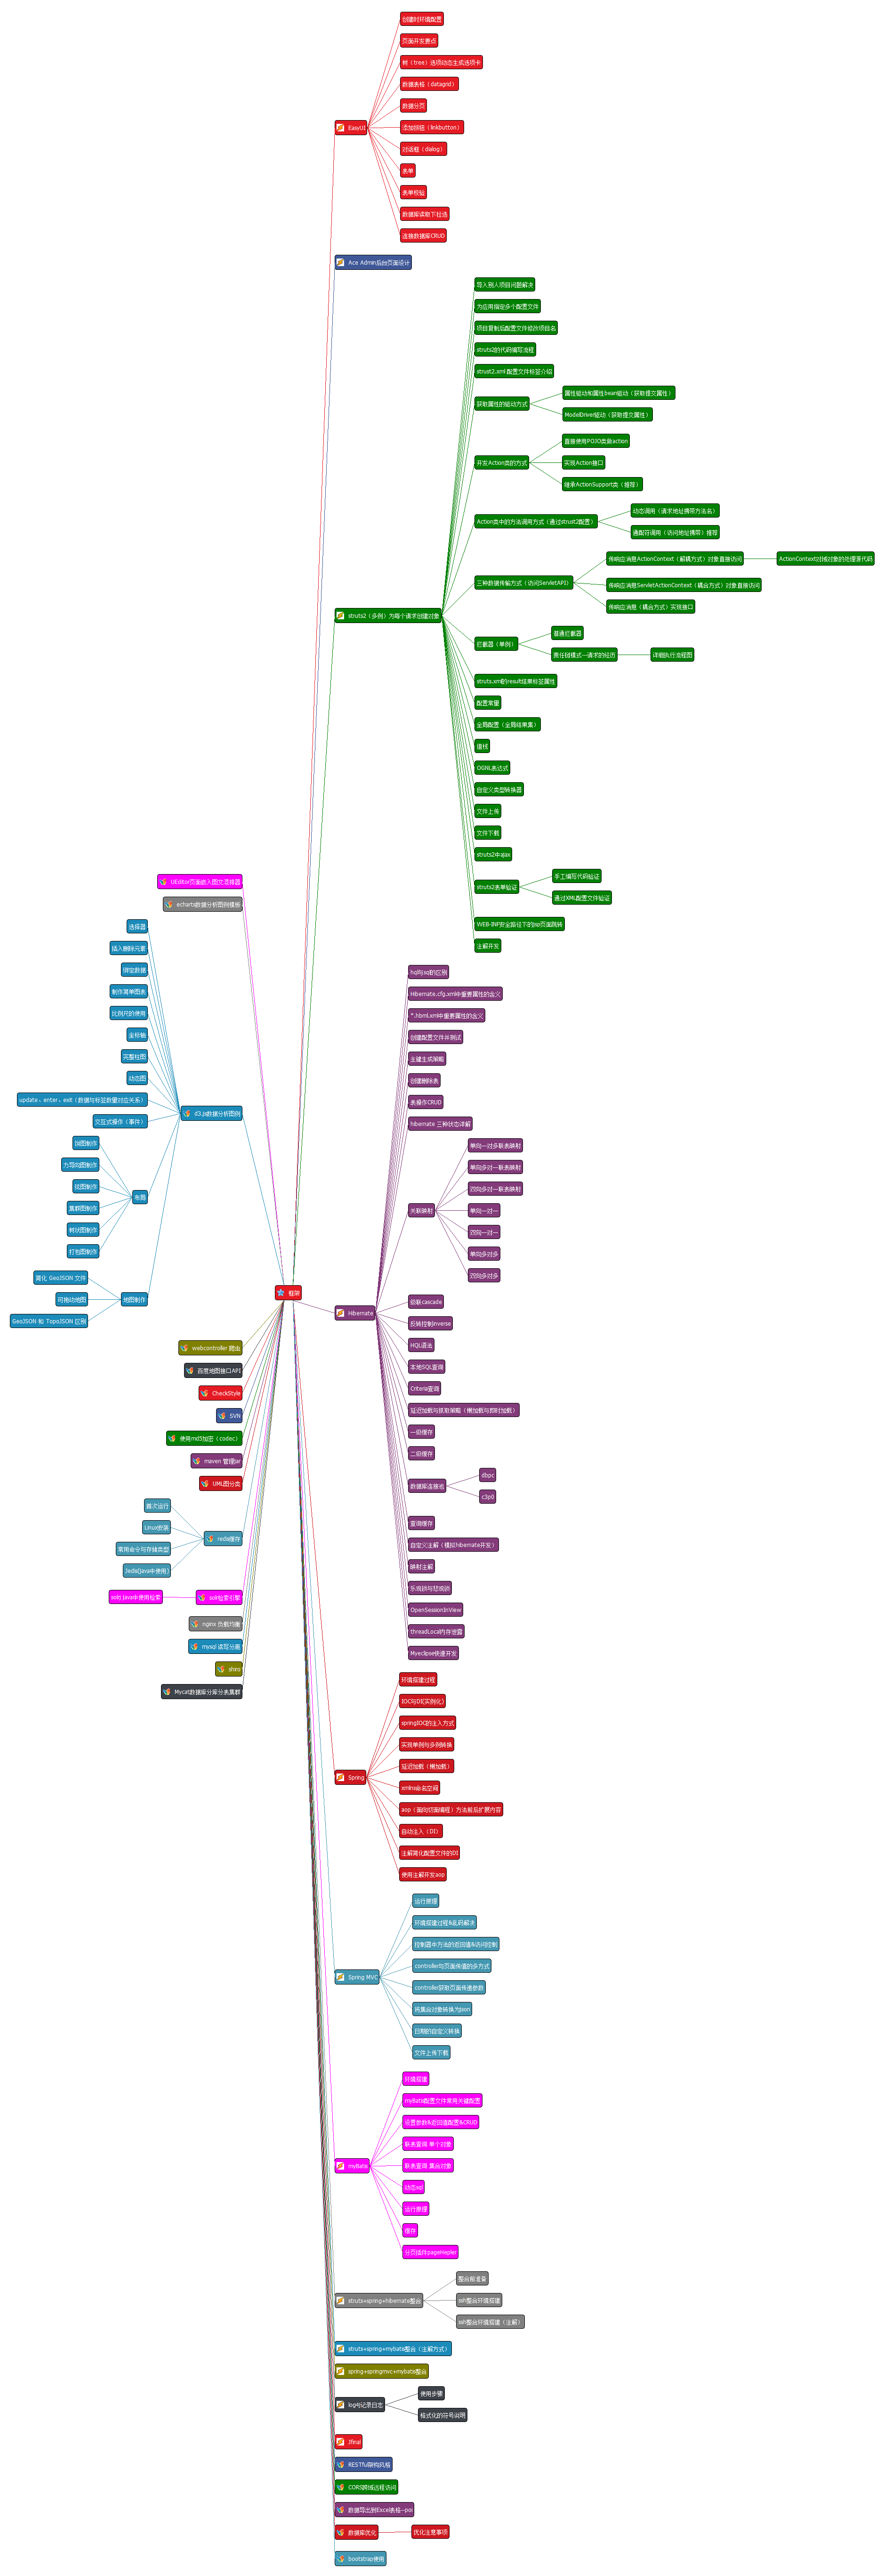 创建时环境配置
页面开发要点
树（tree）选项动态生成选项卡
数据表格（datagrid）
数据分页
添加按钮（linkbutton）
对话框（dialog）
表单
表单校验
数据库读取下拉选
连接数据库CRUD
EasyUI
Ace Admin后台页面设计
struts2（多例）为每个请求创建对象
导入别人项目问题解决
为应用指定多个配置文件
项目复制后配置文件修改项目名
struts2的代码编写流程
strust2.xml 配置文件标签介绍
获取属性的驱动方式
属性驱动和属性bean驱动（获取提交属性）
ModelDriver驱动（获取提交属性）
开发Action类的方式
直接使用POJO类做action
实现Action接口
继承ActionSupport类（推荐）
Action类中的方法调用方式（通过strust2配置）
动态调用（请求地址携带方法名）
通配符调用（访问地址携带）推荐
三种数据传输方式（访问ServletAPI）
传响应消息ActionContext（解耦方式）对象直接访问
ActionContext对域对象的处理源代码
传响应消息ServletActionContext（耦合方式）对象直接访问
传响应消息（耦合方式）实现接口
拦截器（单例）
普通拦截器
责任链模式—请求的经历
详细执行流程图
struts.xml的result结果标签属性
配置常量
全局配置（全局结果集）
值栈
OGNL表达式
自定义类型转换器
文件上传
文件下载
struts2中ajax
struts2表单验证
手工编写代码验证
通过XML配置文件验证
WEB-INF安全路径下的jsp页面跳转
注解开发
UEditor页面嵌入图文混排器
echarts数据分析图例模板
d3.js数据分析图例
选择器
插入删除元素
绑定数据
制作简单图表
比例尺的使用
坐标轴
完整柱图
动态图
update、enter、exit（数据与标签数量对应关系）
交互式操作（事件）
布局
饼图制作
力导向图制作
弦图制作
集群图制作
树状图制作
打包图制作
地图制作
简化 GeoJSON 文件
可拖动地图
GeoJSON 和 TopoJSON 区别
框架
webcontroller 爬虫
百度地图接口API
CheckStyle
SVN
使用md5加密（codec）
maven 管理jar
UML图分类
redis缓存
首次运行
Linux安装
常用命令与存储类型
Jedis(java中使用)
solr检索引擎
solrj java中使用检索
nginx 负载均衡
mysql 读写分离
shiro
Mycat数据库分库分表集群
Hibernate
hql与sql的区别
Hibernate.cfg.xml中重要属性的含义
*.hbml.xml中重要属性的含义
创建配置文件并测试
主键生成策略
创建删除表
表操作CRUD
hibernate 三种状态详解
关联映射
单向一对多联表映射
单向多对一联表映射
双向多对一联表映射
单向一对一
双向一对一
单向多对多
双向多对多
级联cascade
反转控制inverse
HQL语法
本地SQL查询
Criteria查询
延迟加载与抓取策略（懒加载与即时加载）
一级缓存
二级缓存
数据库连接池
dbpc
c3p0
查询缓存
自定义注解（模拟hibernate开发）
映射注解
乐观锁与悲观锁
OpenSessionInView
threadLocal内存泄露
Myeclipse快速开发
Spring
环境搭建过程
IOC与DI(实例化)
springIOC的注入方式
实现单例与多例转换
延迟加载（懒加载）
xmlns命名空间
aop（面向切面编程）方法前后扩展内容
自动注入（DI）
注解简化配置文件的DI
使用注解开发aop
Spring MVC
运行原理
环境搭建过程&乱码解决
控制器中方法的返回值&访问控制
controller与页面传值的多方式
controller获取页面传递参数
将集合对象转换为json
日期的自定义转换
文件上传下载
myBatis
环境搭建
myBatis配置文件常用关键配置
设置参数&返回值配置&CRUD
联表查询 单个对象
联表查询 集合对象
动态sql
运行原理
缓存
分页插件pageHepler
struts+spring+hibernate整合
整合前准备
ssh整合环境搭建
ssh整合环境搭建（注解）
struts+spring+mybatis整合（注解方式）
spring+springmvc+mybatis整合
log4j记录日志
使用步骤
格式化的符号说明
Jfinal
RESTful架构风格
CORS跨域远程访问
数据导出到Excel表格--poi
数据库优化
优化注意事项
bootstrap使用